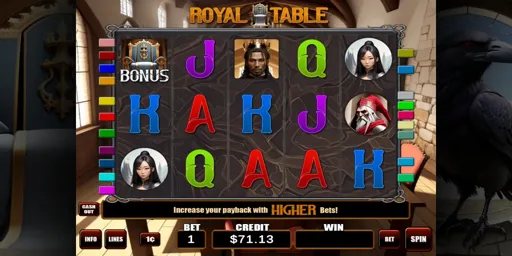 ROYAL TABLE
BONUS J Q
K A K J
Q A A K
CASH OUT
Increase your payback with HIGHER Bets!
BET CREDIT WIN
INFO LINES 1¢ 1 $71.13 BET SPIN